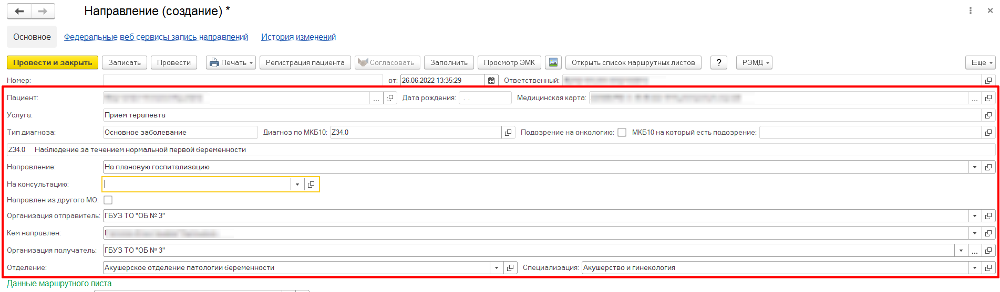 Направление (создание) *
Основное Федеральные веб сервисы запись направлений История изменений
Провести и закрыть Записать Провести Печать Регистрация пациента Согласовать Заполнить Просмотр ЭМК Открыть список маршрутных листов ? РЭМД Еще
Номер: от: 26.06.2022 13:35:29 Ответственный:
Пациент: ... Дата рождения: . . Медицинская карта: ...
Услуга: Прием терапевта
Тип диагноза: Основное заболевание Диагноз по МКБ10: Z34.0 Подозрение на онкологию: МКБ10 на который есть подозрение:
Z34.0 Наблюдение за течением нормальной первой беременности
Направление: На плановую госпитализацию
На консультацию:
Направлен из другого МО:
Организация отправитель: ГБУЗ ТО "ОБ № 3"
Кем направлен:
Организация получатель: ГБУЗ ТО "ОБ № 3" ...
Отделение: Акушерское отделение патологии беременности Специализация: Акушерство и гинекология
Данные маршрутного листа